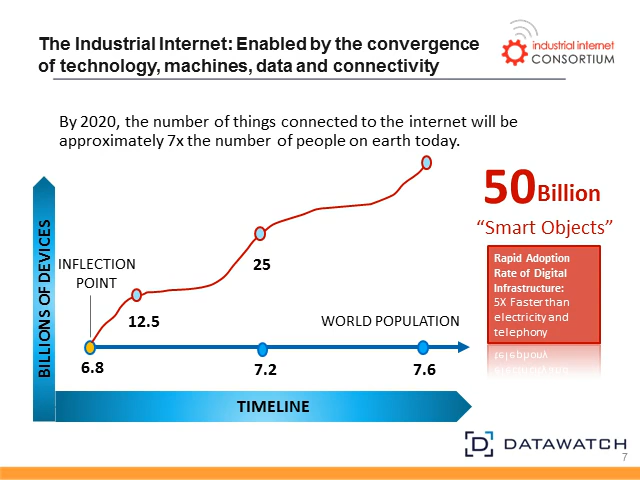 The Industrial Internet: Enabled by the convergence
of technology, machines, data and connectivity
industrial internet
CONSORTIUM
By 2020, the number of things connected to the internet will be
approximately 7x the number of people on earth today.
50 Billion
“Smart Objects”
Rapid Adoption
Rate of Digital
Infrastructure:
5X Faster than
electricity and
telephony
BILLIONS OF DEVICES
INFLECTION
POINT
25
12.5
WORLD POPULATION
6.8
7.2
7.6
TIMELINE
[D] DATAWATCH
7